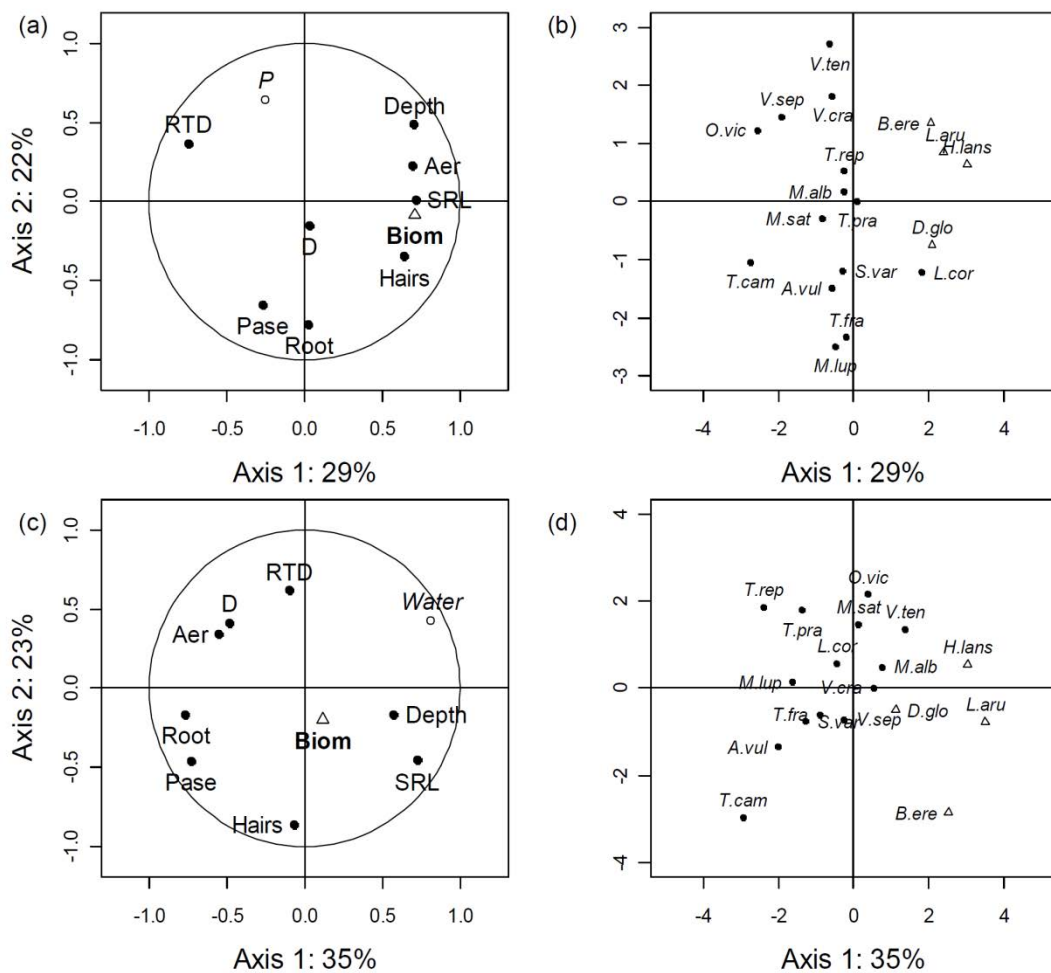 (a)
1.0
0.5
0.0
-0.5
-1.0
Axis 2: 22%
P
RTD
Depth
Aer
SRL
Biom
D
Hairs
Pase
Root
-1.0 -0.5 0.0 0.5 1.0
Axis 1: 29%
(b)
3
2
1
0
-1
-2
-3
V.ten
V.sep
V.cra
O.vic
B.ere
L.aru
H.lans
T.rep
M.alb
M.sat
T.pra
D.glo
T.cam
S.var
A.vul
L.cor
T.fra
M.lup
-4 -2 0 2 4
Axis 1: 29%
(c)
1.0
0.5
0.0
-0.5
-1.0
Axis 2: 23%
RTD
D
Aer
Water
Root
Depth
Biom
Pase
SRL
Hairs
-1.0 -0.5 0.0 0.5 1.0
Axis 1: 35%
(d)
4
2
0
-2
-4
O.vic
T.rep
M.sat
V.ten
T.pra
L.cor
H.lans
M.alb
M.lup
V.cra
T.fra
S.var
V.sep
D.glo
L.aru
A.vul
T.cam
B.ere
-4 -2 0 2 4
Axis 1: 35%